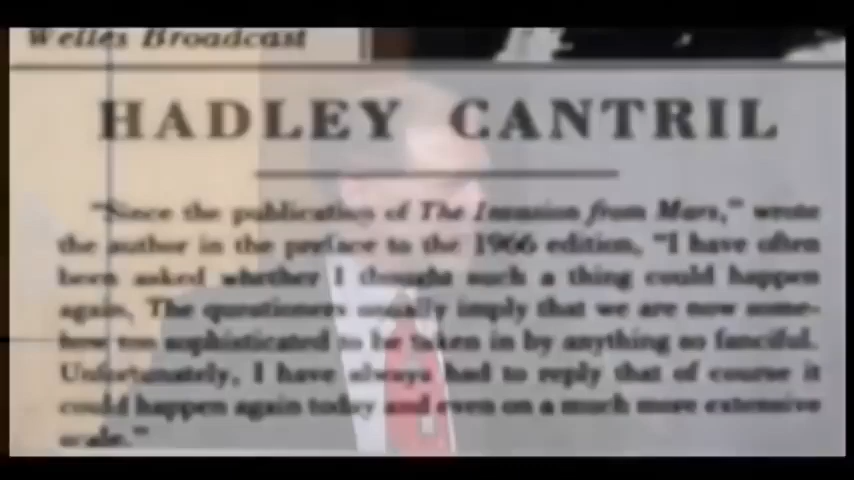 Welles Broadcast
HADLEY CANTRIL
"Since the publication of The Invasion from Mars," wrote
the author in the preface to the 1966 edition, "I have often
been asked whether I thought such a thing could happen
again. The questioners usually imply that we are now some-
how too sophisticated to be taken in by anything so fanciful.
Unfortunately, I have always had to reply that of course it
could happen again today and even on a much more extensive
scale."